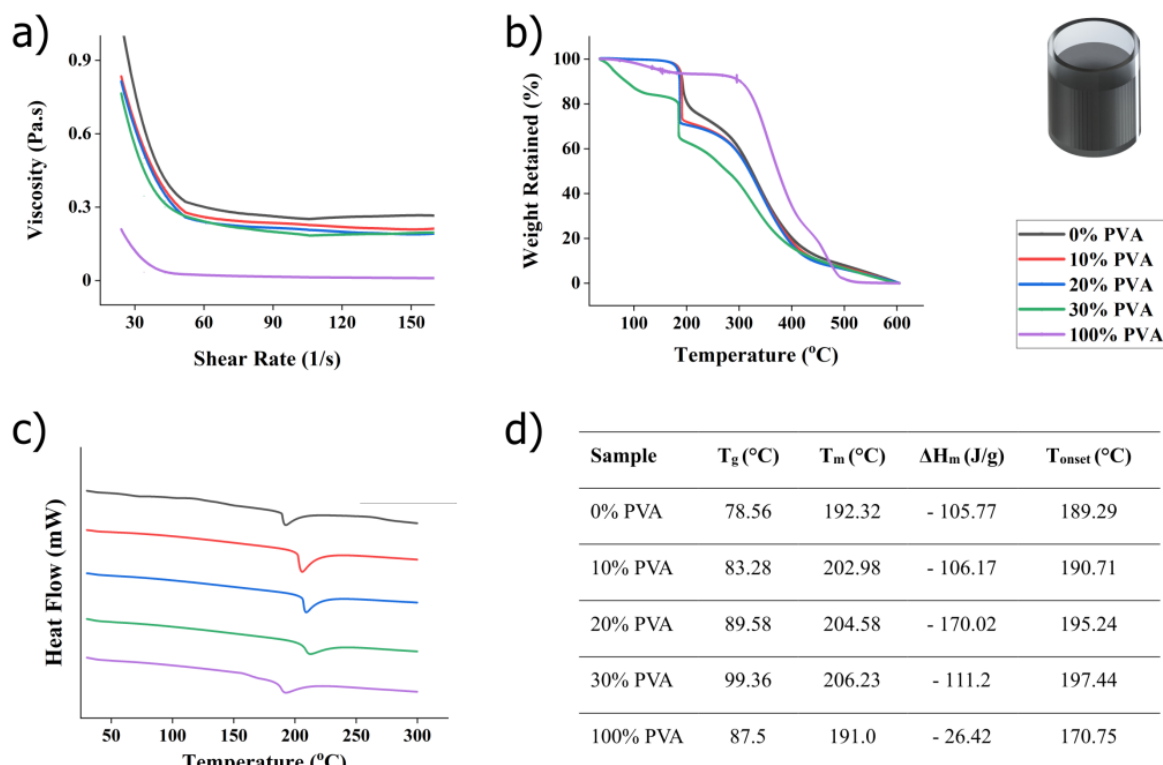 a)
0.9
0.6
0.3
0
Viscosity (Pa.s)
30 60 90 120 150
Shear Rate (1/s)
b)
100
80
60
40
20
0
Weight Retained (%)
100 200 300 400 500 600
Temperature (°C)
0% PVA
10% PVA
20% PVA
30% PVA
100% PVA
c)
Heat Flow (mW)
50 100 150 200 250 300
Temperature (°C)
d)
Sample Tg (°C) Tm (°C) ΔHm (J/g) Tonset (°C)
0% PVA 78.56 192.32 - 105.77 189.29
10% PVA 83.28 202.98 - 106.17 190.71
20% PVA 89.58 204.58 - 170.02 195.24
30% PVA 99.36 206.23 - 111.2 197.44
100% PVA 87.5 191.0 - 26.42 170.75